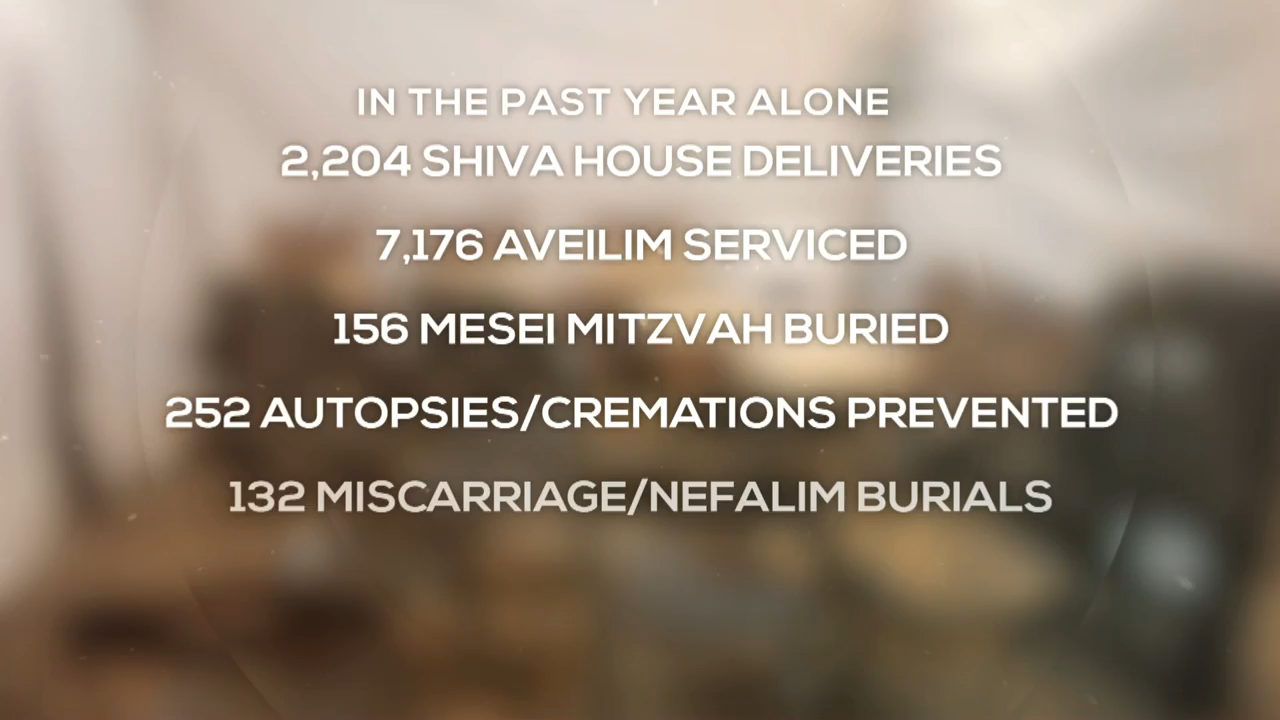 IN THE PAST YEAR ALONE
2,204 SHIVA HOUSE DELIVERIES
7,176 AVEILIM SERVICED
156 MESEI MITZVAH BURIED
252 AUTOPSIES/CREMATIONS PREVENTED
132 MISCARRIAGE/NEFALIM BURIALS